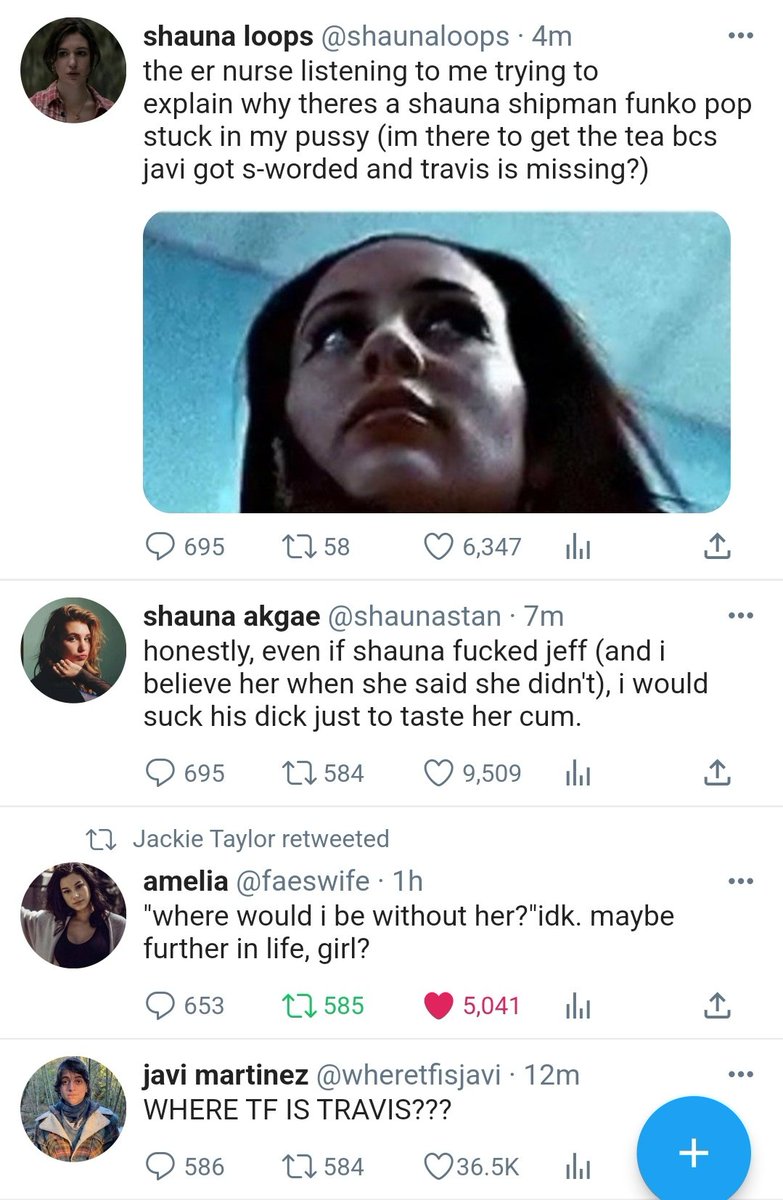 shauna loops @shaunaloops · 4m
the er nurse listening to me trying to
explain why theres a shauna shipman funko pop
stuck in my pussy (im there to get the tea bcs
javi got s-worded and travis is missing?)
695 58 6,347
shauna akgae @shaunastan · 7m
honestly, even if shauna fucked jeff (and i
believe her when she said she didn't), i would
suck his dick just to taste her cum.
695 584 9,509
Jackie Taylor retweeted
amelia @faeswife · 1h
"where would i be without her?"idk. maybe
further in life, girl?
653 585 5,041
javi martinez @wheretfisjavi · 12m
WHERE TF IS TRAVIS???
586 584 36.5K